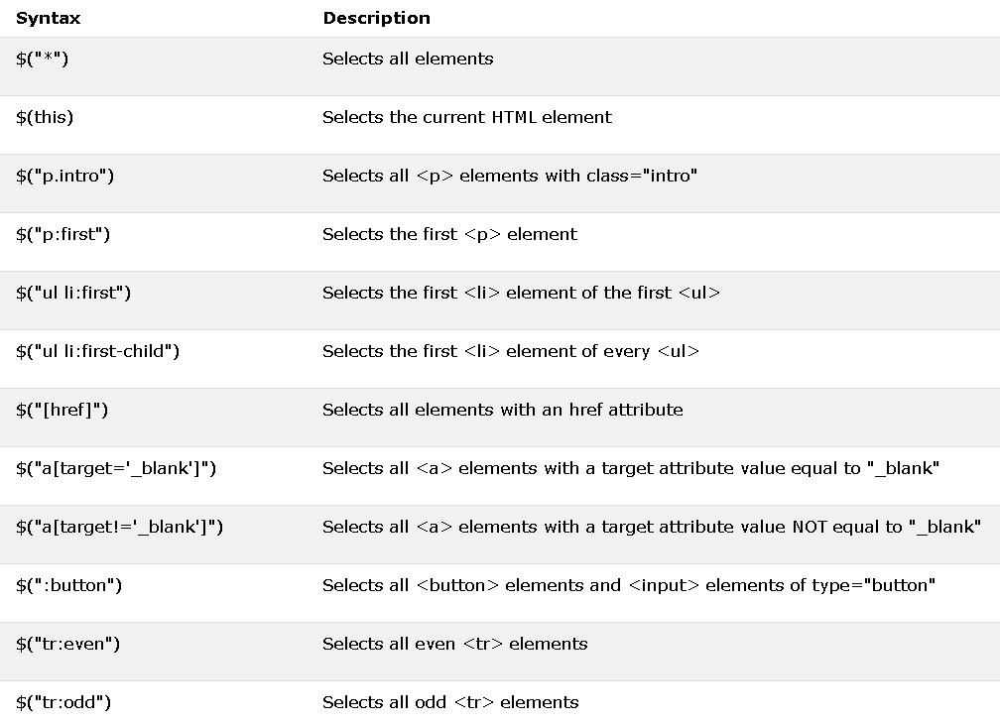 Syntax Description
$("*") Selects all elements
$(this) Selects the current HTML element
$("p.intro") Selects all <p> elements with class="intro"
$("p:first") Selects the first <p> element
$("ul li:first") Selects the first <li> element of the first <ul>
$("ul li:first-child") Selects the first <li> element of every <ul>
$("[href]") Selects all elements with an href attribute
$("a[target='_blank']") Selects all <a> elements with a target attribute value equal to "_blank"
$("a[target!='_blank']") Selects all <a> elements with a target attribute value NOT equal to "_blank"
$(":button") Selects all <button> elements and <input> elements of type="button"
$("tr:even") Selects all even <tr> elements
$("tr:odd") Selects all odd <tr> elements